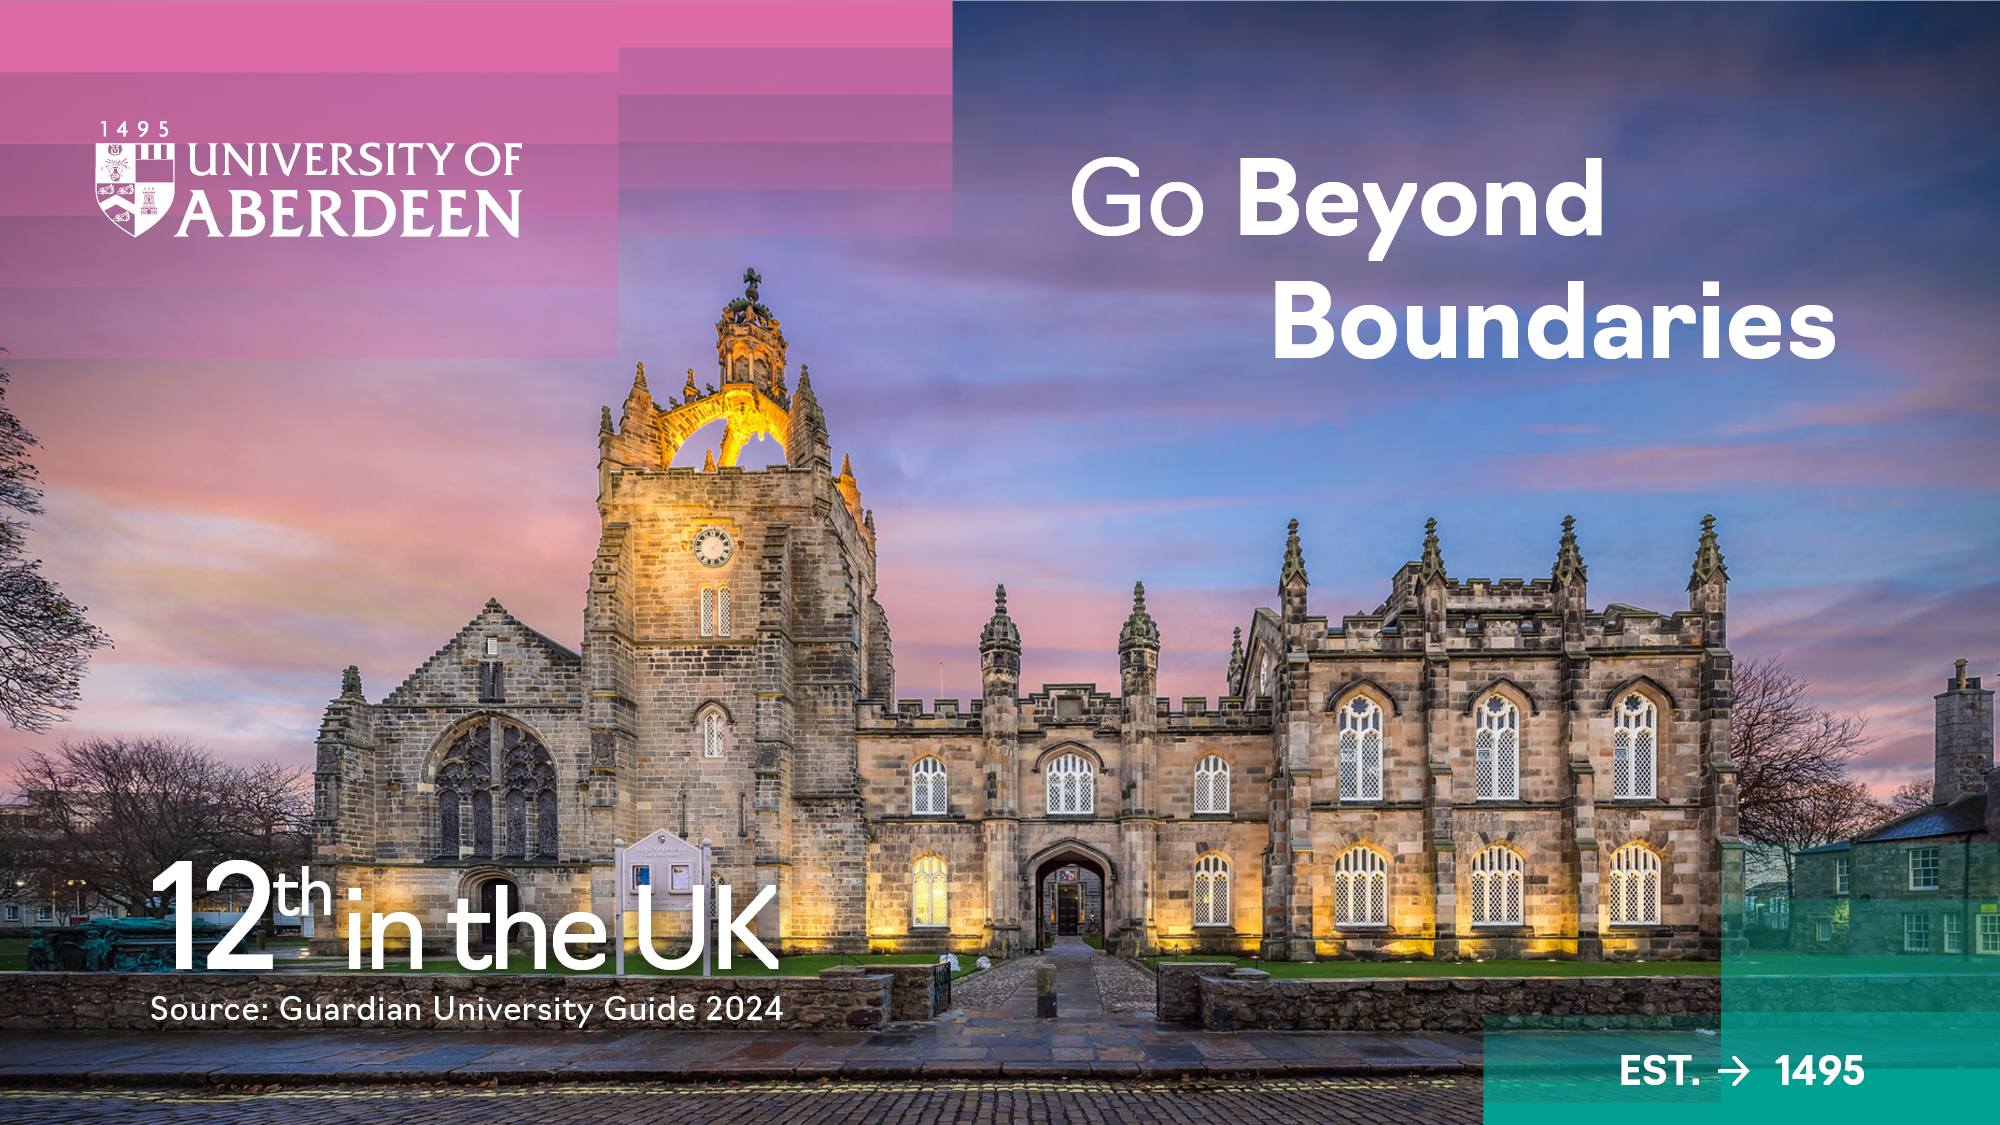 1495
UNIVERSITY OF
ABERDEEN
Go Beyond
Boundaries
12th in the UK
Source: Guardian University Guide 2024
EST. → 1495